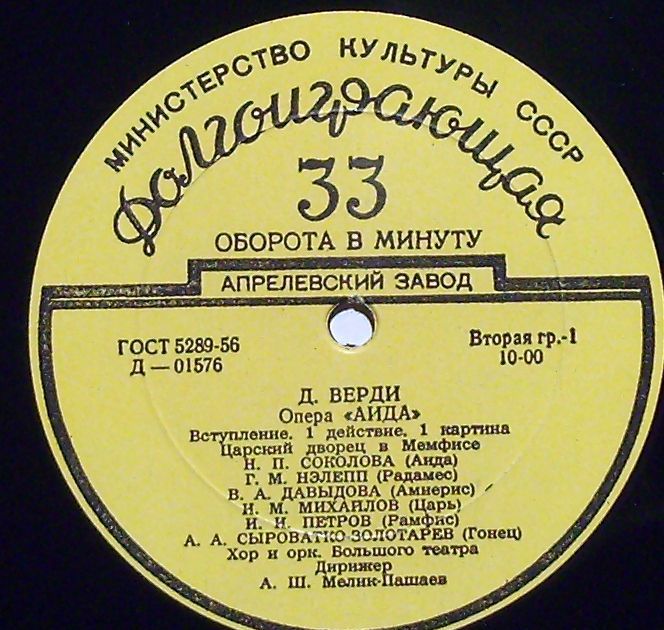 МИНИСТЕРСТВО КУЛЬТУРЫ СССР
Долгоиграющая
33
ОБОРОТА В МИНУТУ
АПРЕЛЕВСКИЙ ЗАВОД
ГОСТ 5289-56
Д — 01576
Вторая гр.-1
10-00
Д. ВЕРДИ
Опера «АИДА»
Вступление. 1 действие. 1 картина
Царский дворец в Мемфисе
Н. П. СОКОЛОВА (Аида)
Г. М. НЭЛЕПП (Радамес)
В. А. ДАВЫДОВА (Амнерис)
И. М. МИХАЙЛОВ (Царь)
И. И. ПЕТРОВ (Рамфис)
А. А. СЫРОВАТКО-ЗОЛОТАРЕВ (Гонец)
Хор и орк. Большого театра
Дирижер
А. Ш. Мелик-Пашаев